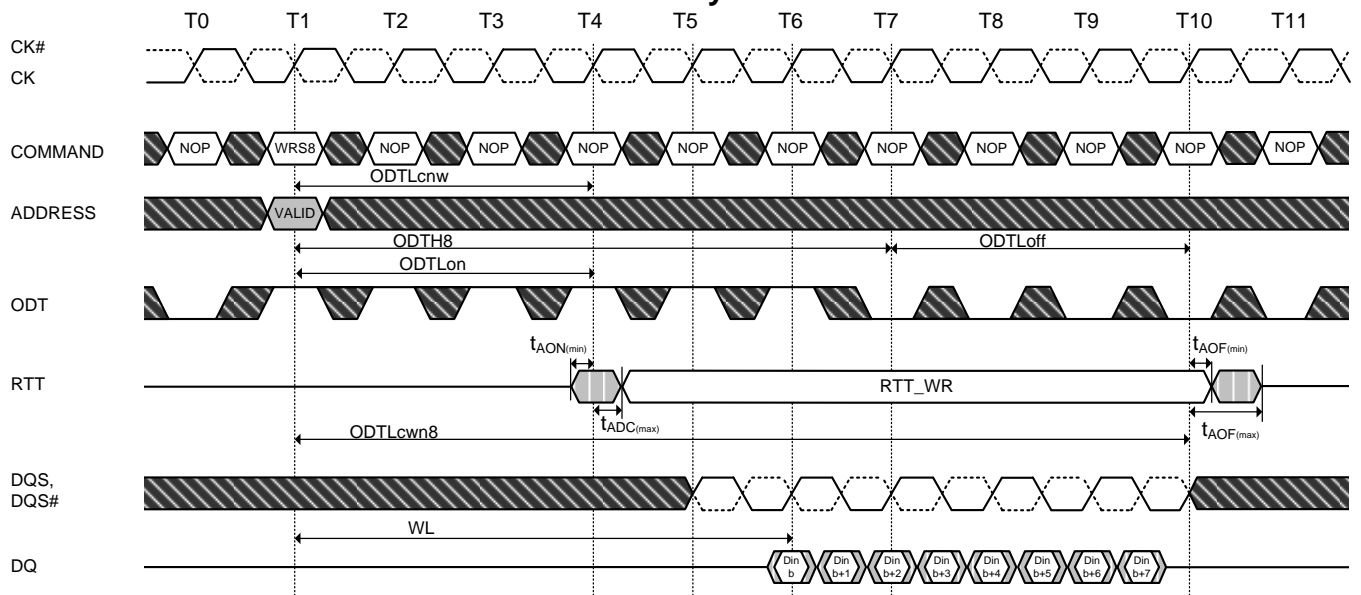 T0 T1 T2 T3 T4 T5 T6 T7 T8 T9 T10 T11
CK#
CK
COMMAND NOP WRS8 NOP NOP NOP NOP NOP NOP NOP NOP NOP NOP
ODTLcnw
ADDRESS VALID
ODTH8 ODTLoff
ODTLon
ODT
tAON(min) tAOF(min)
RTT RTT_WR
tADC(max) tAOF(max)
ODTLcwn8
DQS,
DQS#
WL
DQ Din b Din b+1 Din b+2 Din b+3 Din b+4 Din b+5 Din b+6 Din b+7